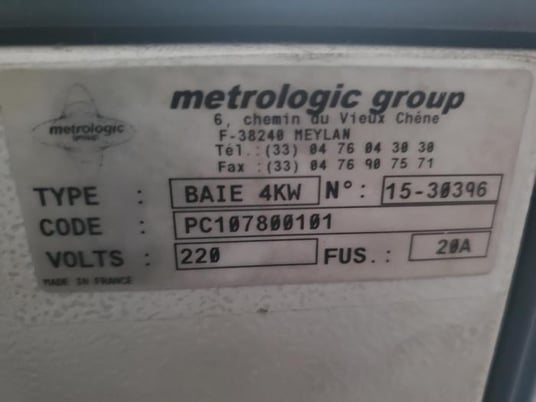 metrologic group
metrologic
GROUP
6, chemin du Vieux Chêne
F-38240 MEYLAN
Tél.:(33) 04 76 04 30 30
Fax :(33) 04 76 90 75 71
TYPE : BAIE 4KW N°: 15-30396
CODE : PC107800101
VOLTS : 220 FUS.: 20A
MADE IN FRANCE